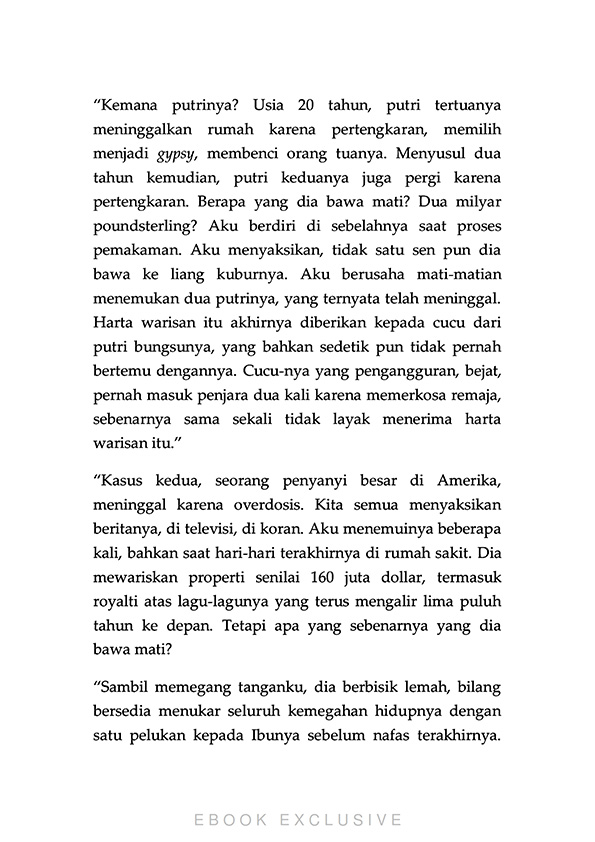 “Kemana putrinya? Usia 20 tahun, putri tertuanya
meninggalkan rumah karena pertengkaran, memilih
menjadi gypsy, membenci orang tuanya. Menyusul dua
tahun kemudian, putri keduanya juga pergi karena
pertengkaran. Berapa yang dia bawa mati? Dua milyar
poundsterling? Aku berdiri di sebelahnya saat proses
pemakaman. Aku menyaksikan, tidak satu sen pun dia
bawa ke liang kuburnya. Aku berusaha mati-matian
menemukan dua putrinya, yang ternyata telah meninggal.
Harta warisan itu akhirnya diberikan kepada cucu dari
putri bungsunya, yang bahkan sedetik pun tidak pernah
bertemu dengannya. Cucu-nya yang pengangguran, bejat,
pernah masuk penjara dua kali karena memerkosa remaja,
sebenarnya sama sekali tidak layak menerima harta
warisan itu.”
“Kasus kedua, seorang penyanyi besar di Amerika,
meninggal karena overdosis. Kita semua menyaksikan
beritanya, di televisi, di koran. Aku menemuinya beberapa
kali, bahkan saat hari-hari terakhirnya di rumah sakit. Dia
mewariskan properti senilai 160 juta dollar, termasuk
royalti atas lagu-lagunya yang terus mengalir lima puluh
tahun ke depan. Tetapi apa yang sebenarnya yang dia
bawa mati?
“Sambil memegang tanganku, dia berbisik lemah, bilang
bersedia menukar seluruh kemegahan hidupnya dengan
satu pelukan kepada Ibunya sebelum nafas terakhirnya.
EBOOK EXCLUSIVE